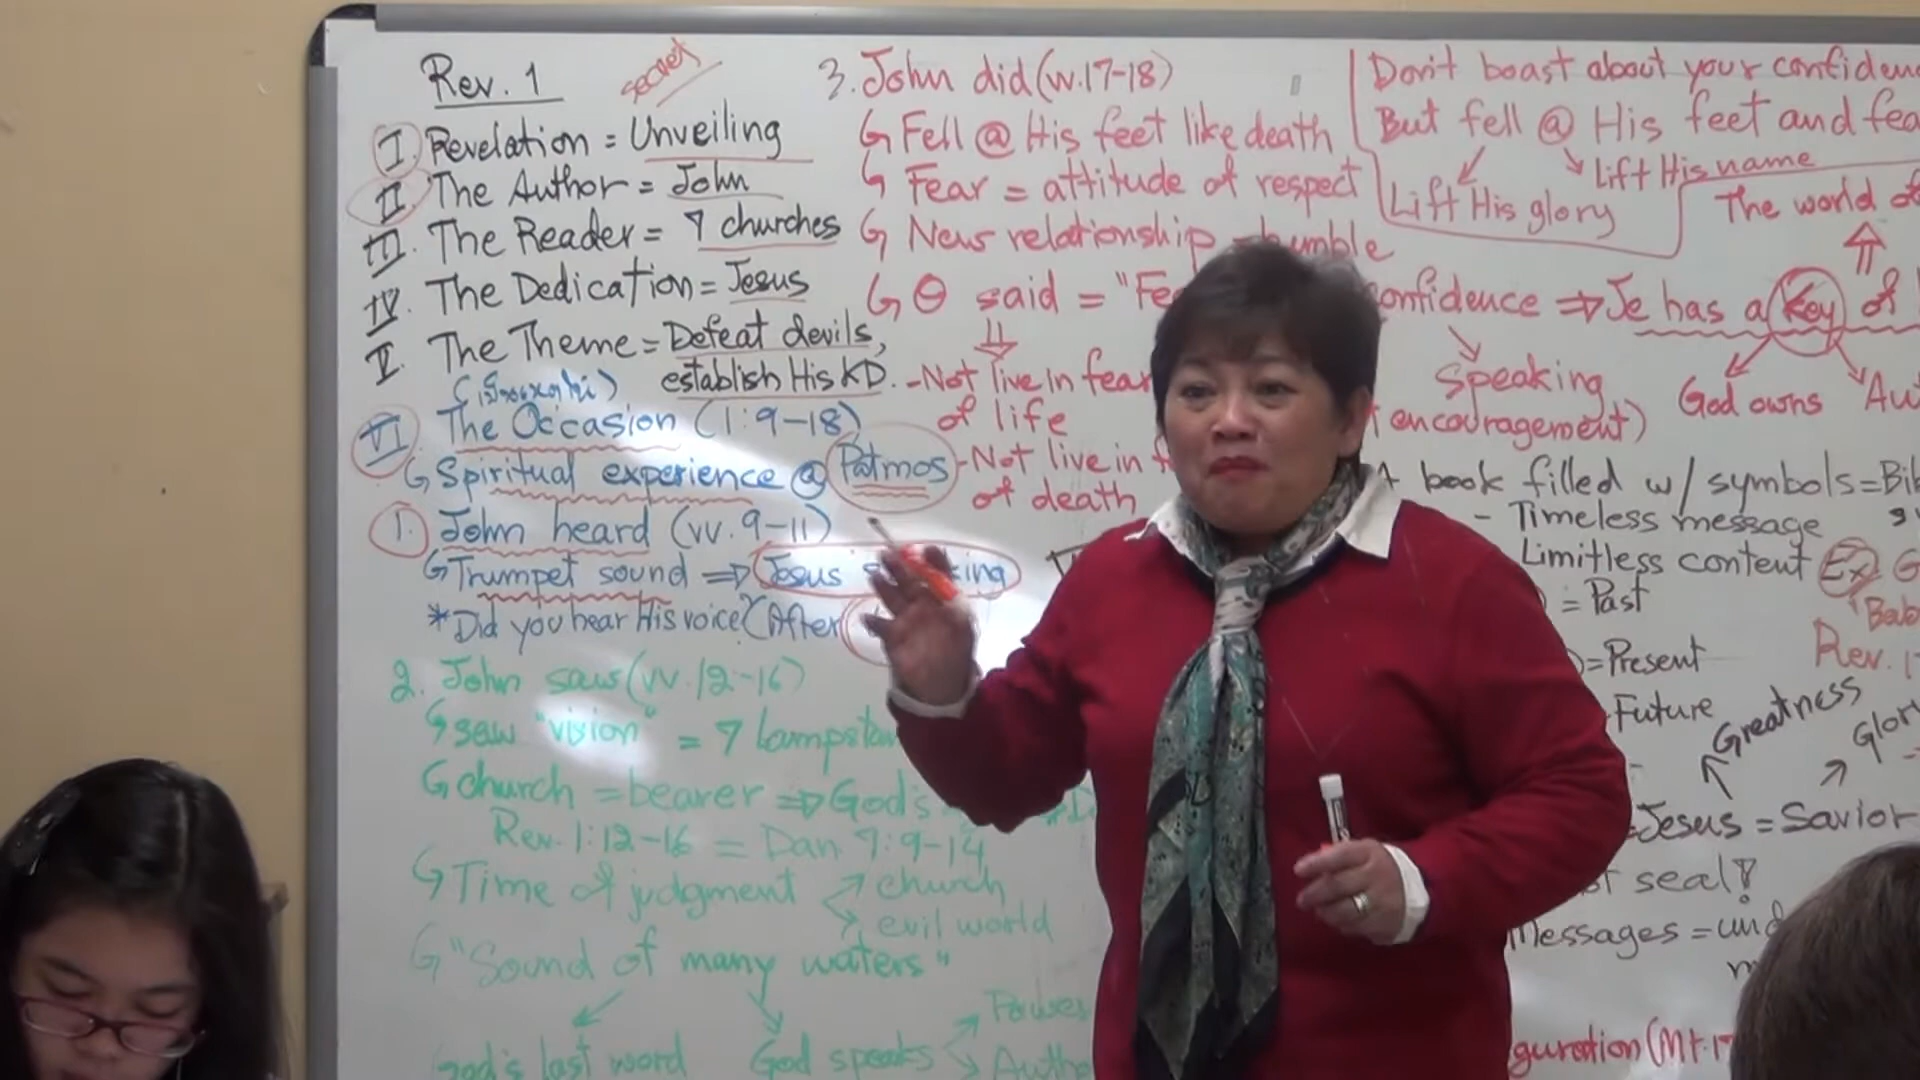 Rev. 1
secret
I. Revelation = Unveiling
II. The Author = John
III. The Reader = 7 churches
IV. The Dedication = Jesus
V. The Theme = Defeat devils,
establish His KD.
VI The Occasion (1:9-18)
↳ Spiritual experience @ Patmos
1. John heard (vv. 9-11)
↳ Trumpet sound ⇒ Jesus
* Did you hear His voice? (After
2. John saw (vv. 12-16)
↳ saw "vision" = 7
↳ church = bearer ⇒ God's
Rev. 1:12-16 = Dan 7:9-14
↳ Time of judgment
church
evil world
↳ "Sound of many waters"
God's last word
God speaks
3. John did (vv. 17-18)
↳ Fell @ His feet like death
↳ Fear = attitude of respect
↳ New relationship - humble
↳ Θ said =
confidence ⇒ Je has a Key of
- Not live in fear
of life
- Not live in
of death
Speaking
encouragement)
God owns
Don't boast about your
But fell @ His feet and
Lift His glory
Lift His name
The world of
A book filled w/ symbols =
- Timeless message
Limitless content
Ex
= Past
= Present
Future
Rev.
Greatness
= Jesus = Savior
seal?
Messages =
(Mt. 17